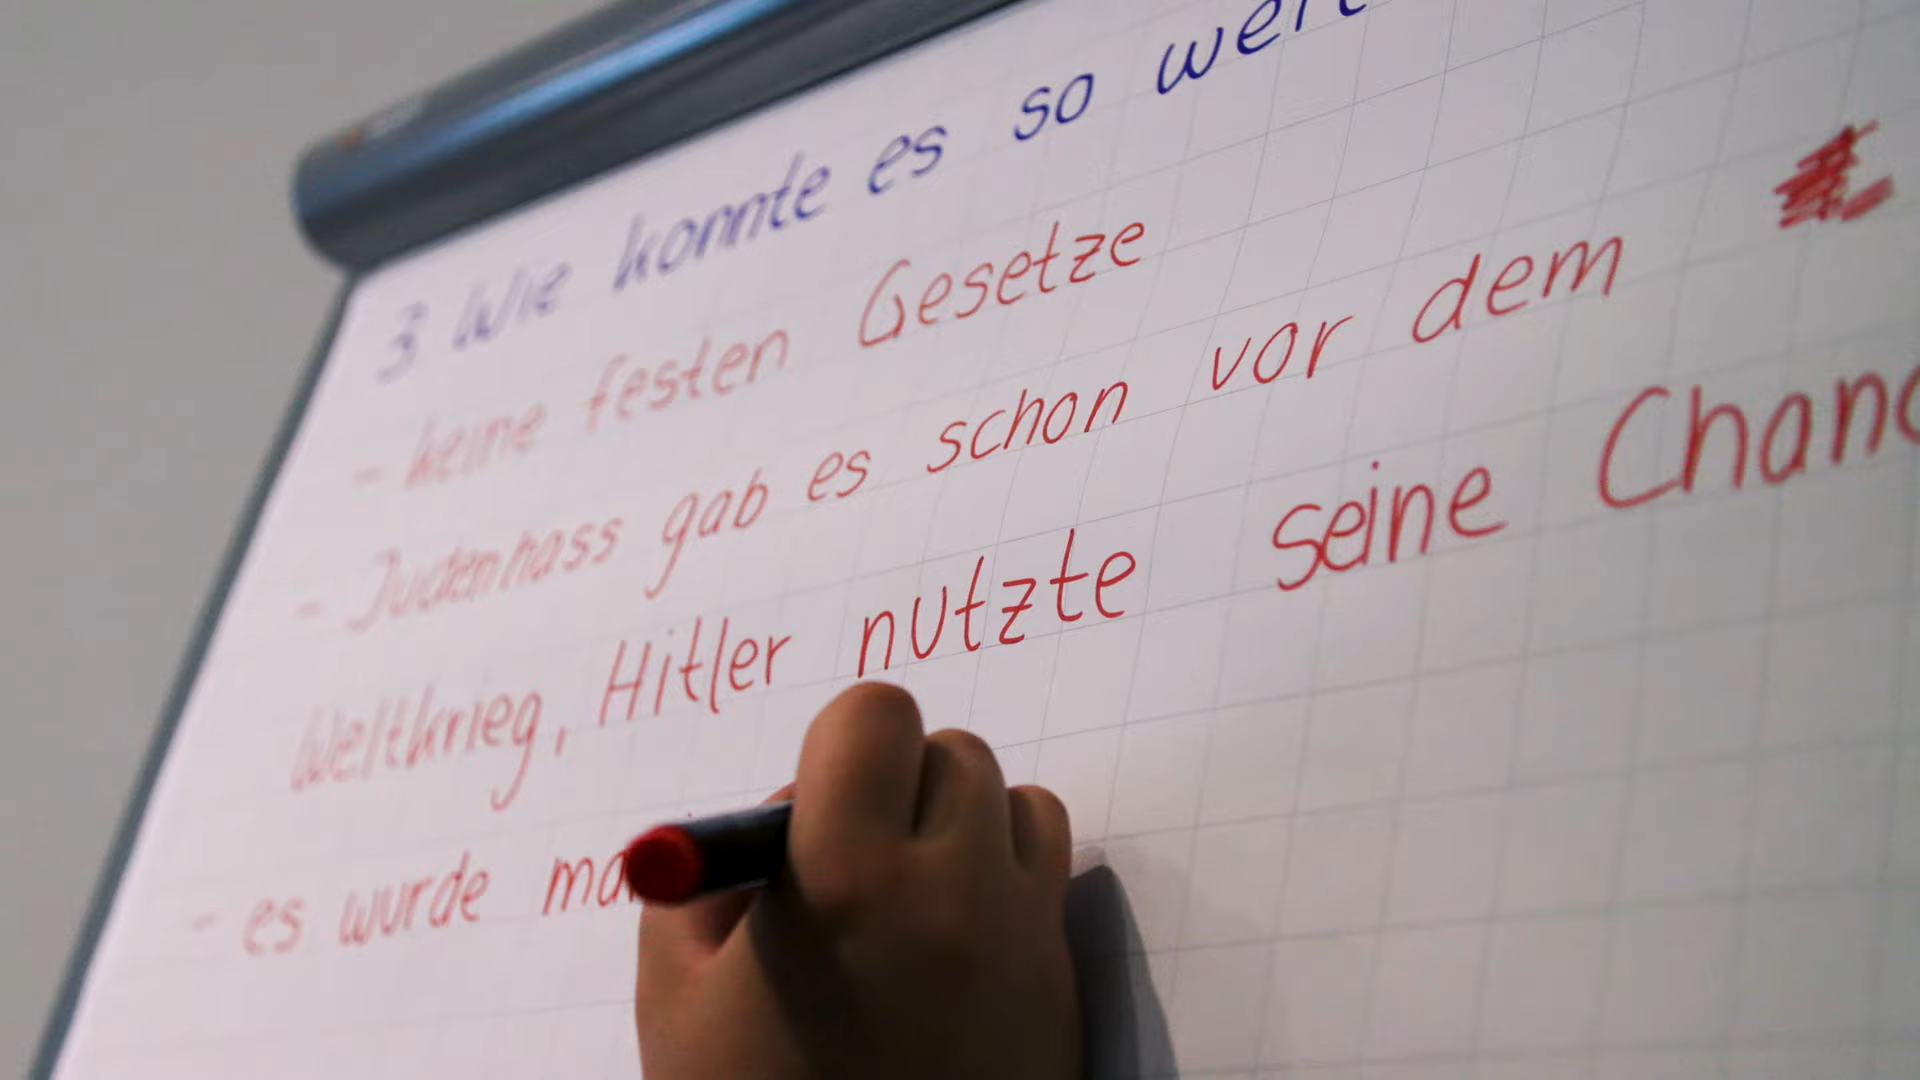 3 Wie konnte es so weit
- keine festen Gesetze
- Judenhass gab es schon vor dem
Weltkrieg, Hitler nutzte seine
- es wurde